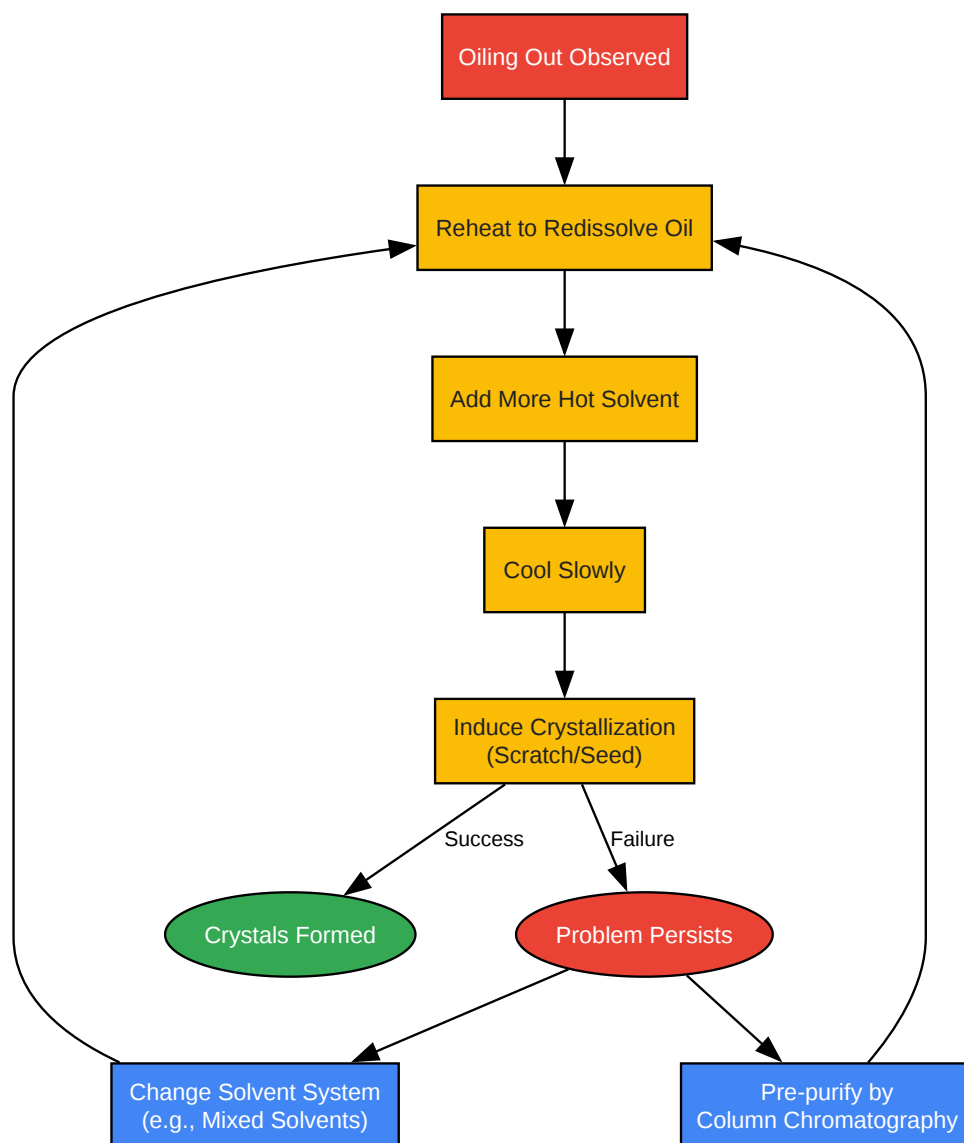 Oiling Out Observed
Reheat to Redissolve Oil
Add More Hot Solvent
Cool Slowly
Induce Crystallization
(Scratch/Seed)
Success
Failure
Crystals Formed
Problem Persists
Change Solvent System
(e.g., Mixed Solvents)
Pre-purify by
Column Chromatography